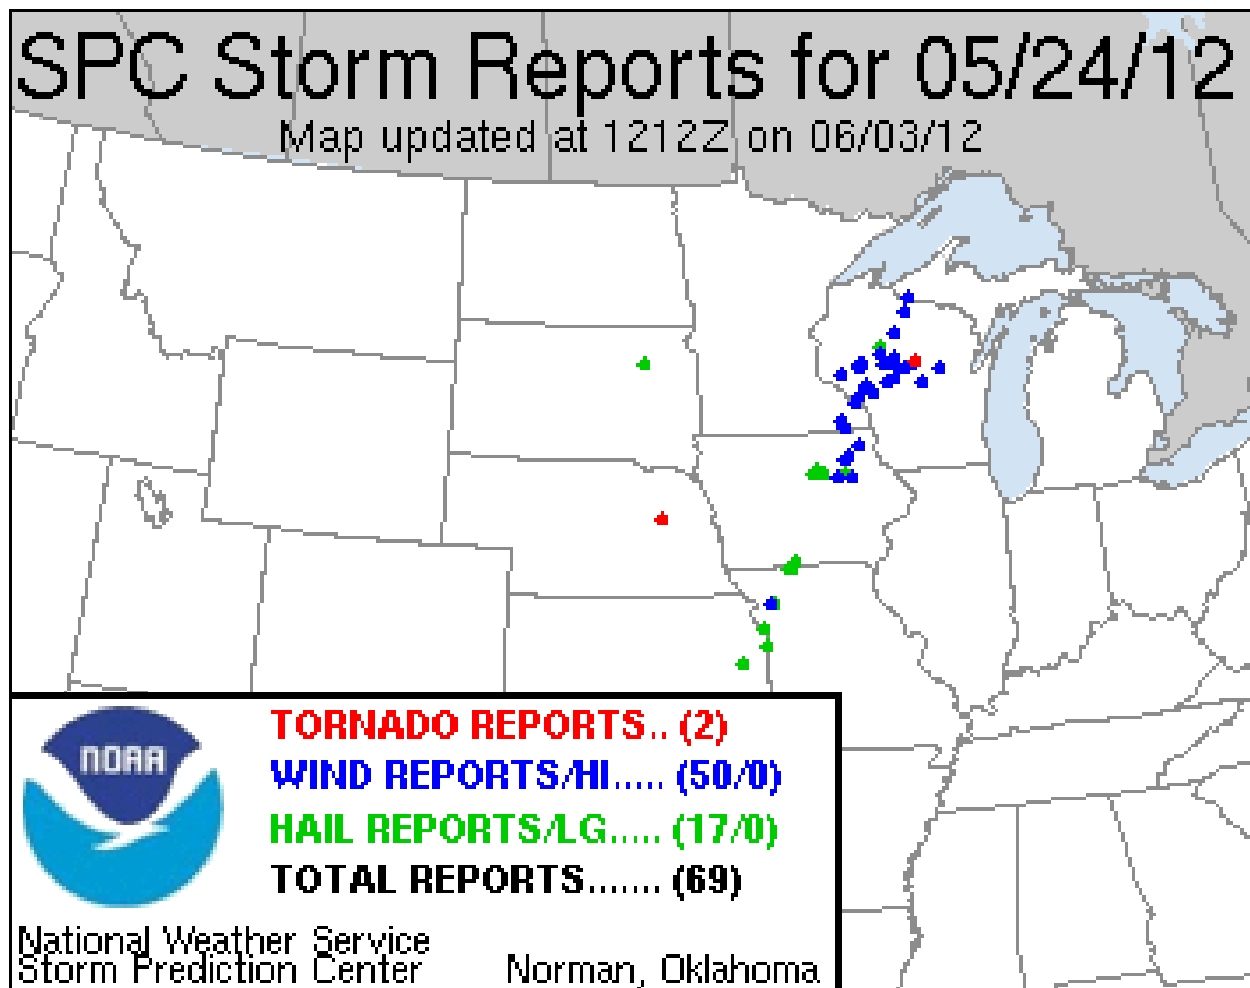 SPC Storm Reports for 05/24/12
Map updated at 1212Z on 06/03/12
NOAA
TORNADO REPORTS.. (2)
WIND REPORTS/HI..... (50/0)
HAIL REPORTS/LG..... (17/0)
TOTAL REPORTS....... (69)
National Weather Service
Storm Prediction Center Norman, Oklahoma